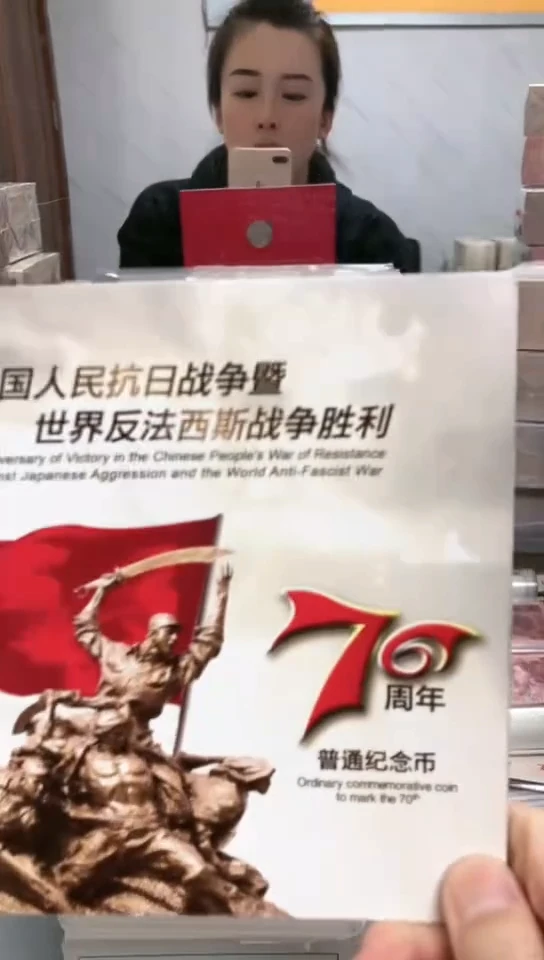 国人民抗日战争暨
世界反法西斯战争胜利
versary of Victory in the Chinese People's War of Resistance
nst Japanese Aggression and the World Anti-Fascist War
70
周年
普通纪念币
Ordinary commemorative coin
to mark the 70th